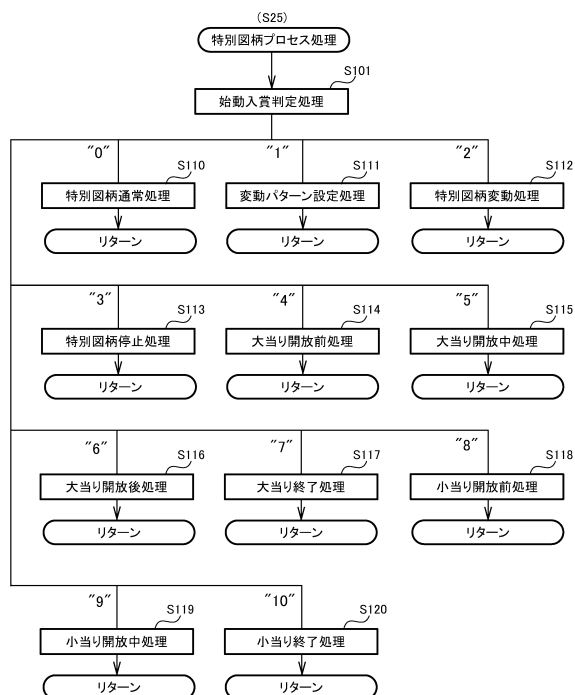 (S25)
特別図柄プロセス処理
S101
始動入賞判定処理
"0"
"1"
"2"
S110
S111
S112
特別図柄通常処理
変動パターン設定処理
特別図柄変動処理
リターン
リターン
リターン
"3"
"4"
"5"
S113
S114
S115
特別図柄停止処理
大当り開放前処理
大当り開放中処理
リターン
リターン
リターン
"6"
"7"
"8"
S116
S117
S118
大当り開放後処理
大当り終了処理
小当り開放前処理
リターン
リターン
リターン
"9"
"10"
S119
S120
小当り開放中処理
小当り終了処理
リターン
リターン